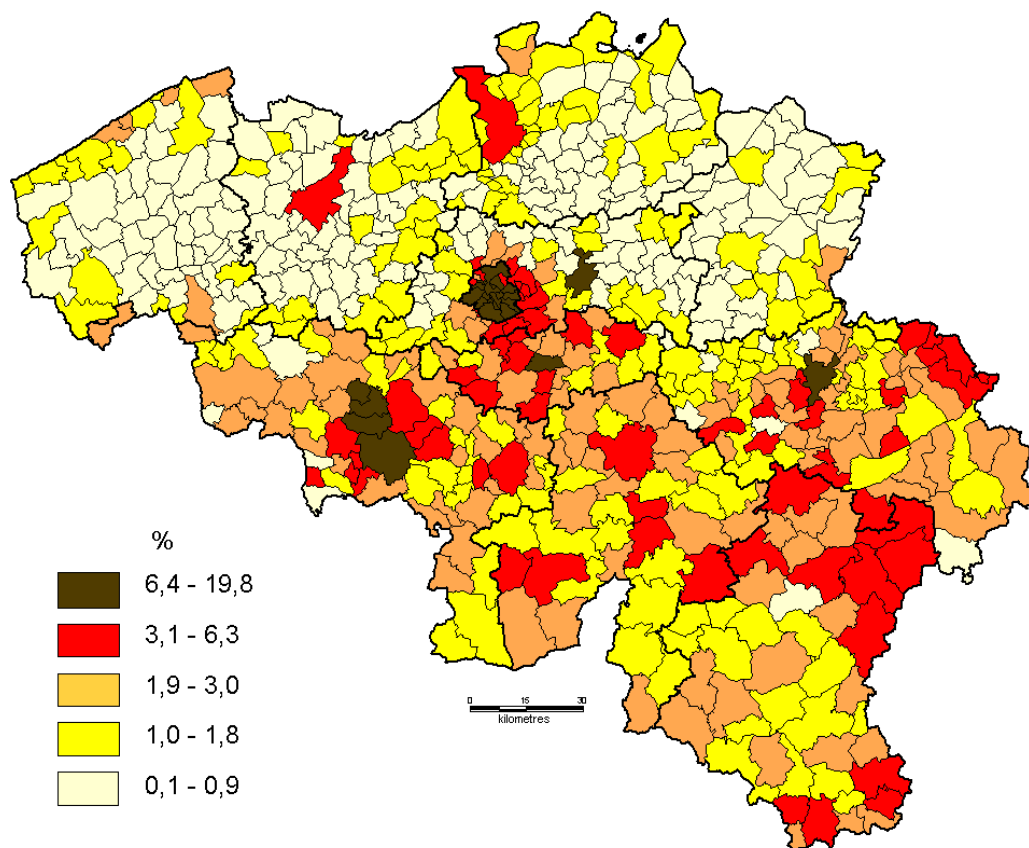 %
6,4 - 19,8
3,1 - 6,3
1,9 - 3,0
1,0 - 1,8
0,1 - 0,9
0 15 30
kilometres